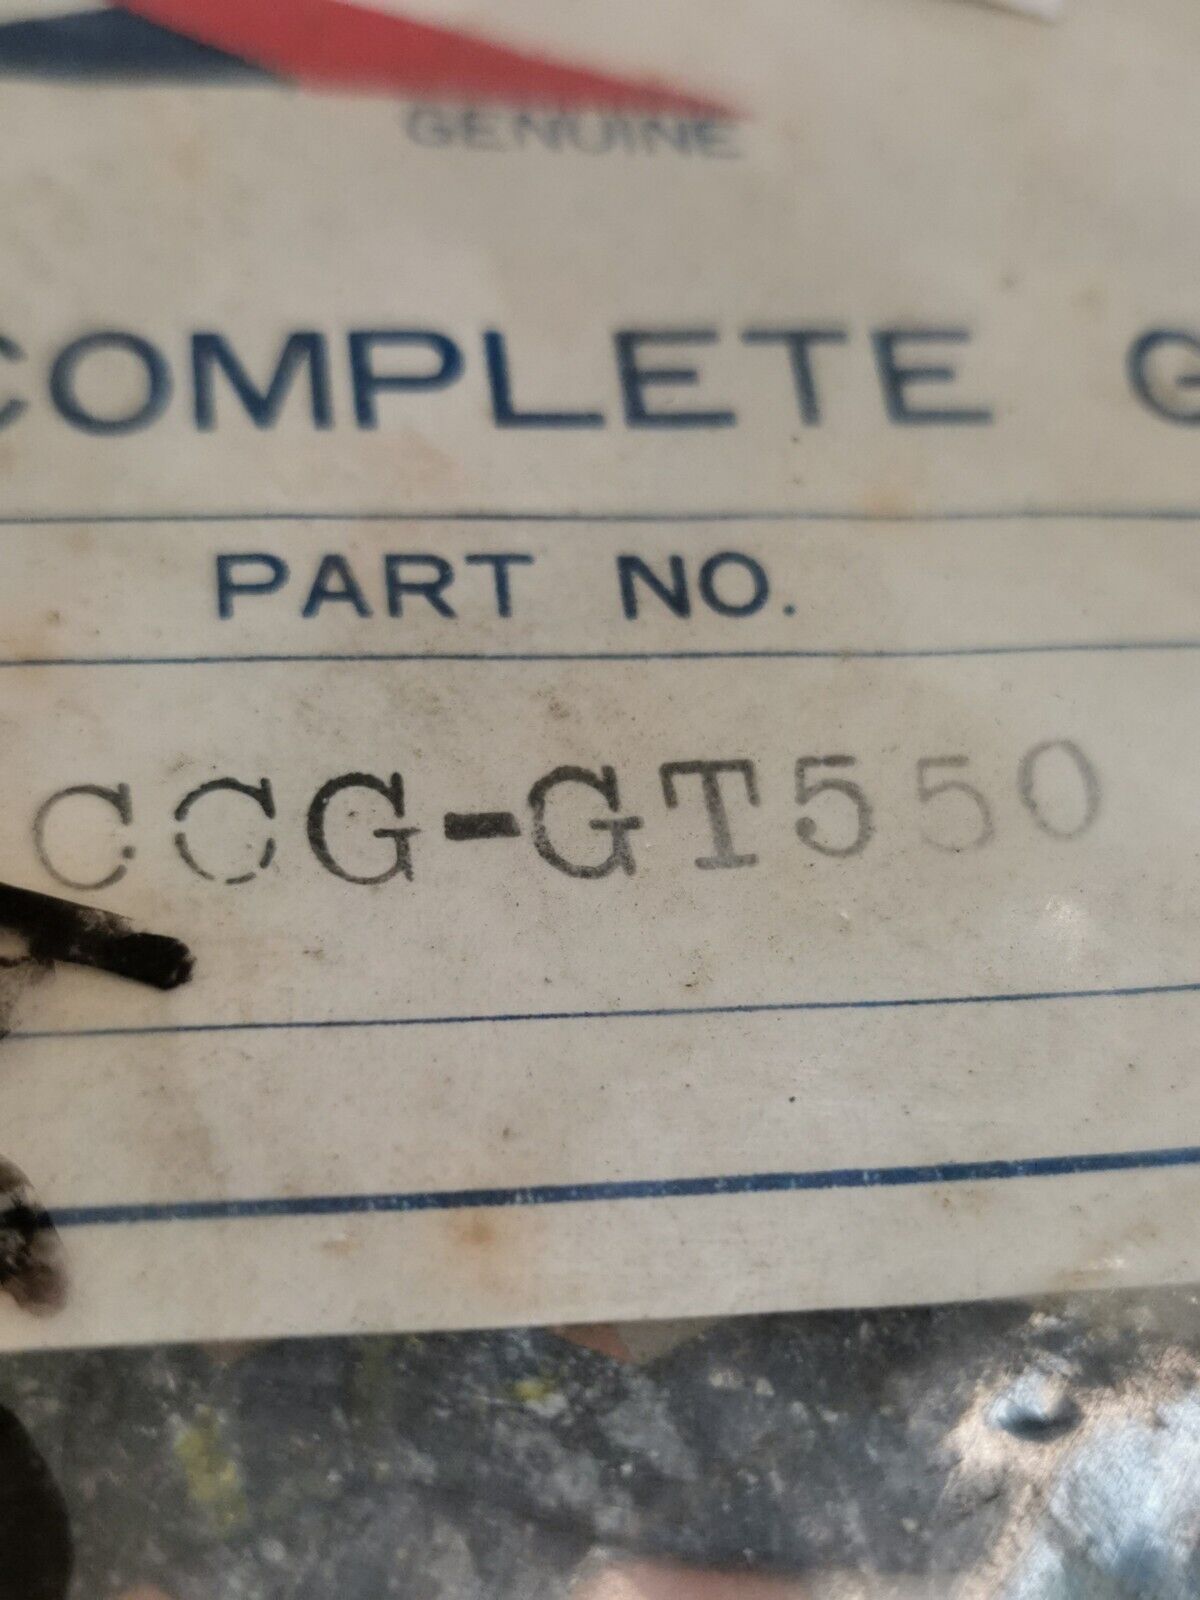 GENUINE
COMPLETE G
PART NO.
CCG-GT550